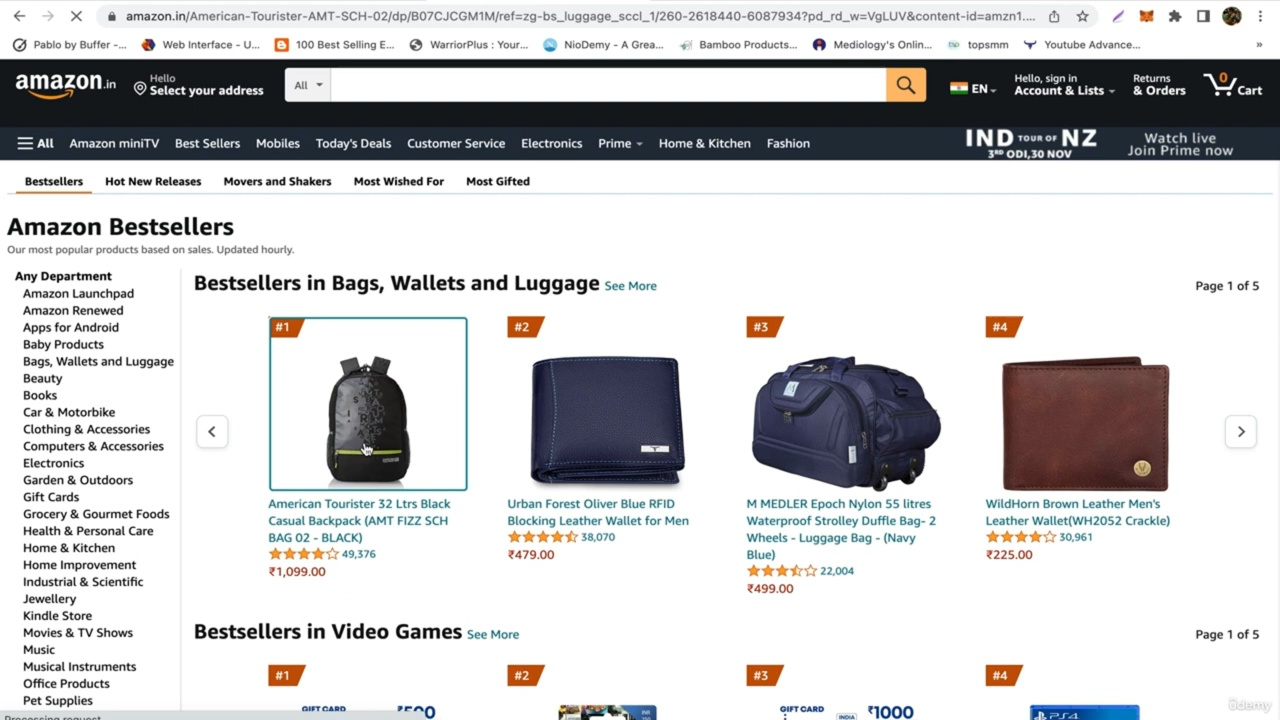 amazon.in/American-Tourister-AMT-SCH-02/dp/B07CJCGM1M/ref=zg-bs_luggage_sccl_1/260-2618440-6087934?pd_rd_w=VgLUV&content-id=amzn1....
Pablo by Buffer -... Web Interface - U... 100 Best Selling E... WarriorPlus : Your... NioDemy - A Grea... Bamboo Products... Mediology's Onlin... topsmm Youtube Advance... »
amazon.in Hello
Select your address All EN Hello, sign in
Account & Lists Returns
& Orders 0 Cart
All Amazon miniTV Best Sellers Mobiles Today's Deals Customer Service Electronics Prime Home & Kitchen Fashion
IND TOUR OF NZ
3RD ODI,30 NOV
Watch live
Join Prime now
Bestsellers Hot New Releases Movers and Shakers Most Wished For Most Gifted
Amazon Bestsellers
Our most popular products based on sales. Updated hourly.
Any Department
Amazon Launchpad
Amazon Renewed
Apps for Android
Baby Products
Bags, Wallets and Luggage
Beauty
Books
Car & Motorbike
Clothing & Accessories
Computers & Accessories
Electronics
Garden & Outdoors
Gift Cards
Grocery & Gourmet Foods
Health & Personal Care
Home & Kitchen
Home Improvement
Industrial & Scientific
Jewellery
Kindle Store
Movies & TV Shows
Music
Musical Instruments
Office Products
Pet Supplies
Bestsellers in Bags, Wallets and Luggage See More Page 1 of 5
#1
American Tourister 32 Ltrs Black
Casual Backpack (AMT FIZZ SCH
BAG 02 - BLACK)
49,376
₹1,099.00
#2
Urban Forest Oliver Blue RFID
Blocking Leather Wallet for Men
38,070
₹479.00
#3
M MEDLER Epoch Nylon 55 litres
Waterproof Strolley Duffle Bag- 2
Wheels - Luggage Bag - (Navy
Blue)
22,004
₹499.00
#4
WildHorn Brown Leather Men's
Leather Wallet(WH2052 Crackle)
30,961
₹225.00
Bestsellers in Video Games See More Page 1 of 5
#1 #2 #3 #4
GIFT CARD ₹500
GIFT CARD INDIA ₹1000
PS4
Processing request
ûdemy